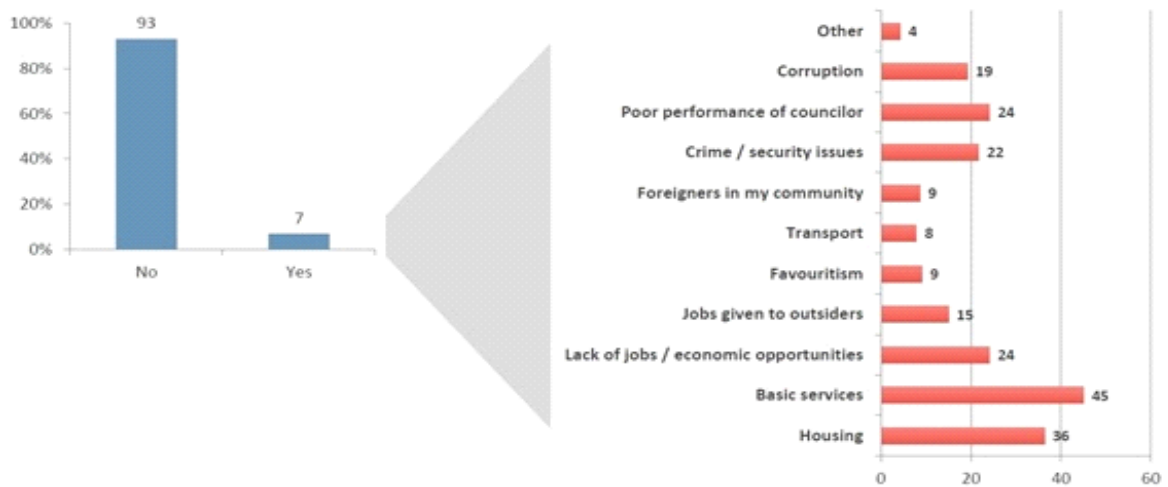 100%
93
80%
60%
40%
20%
7
0%
No Yes
Other 4
Corruption 19
Poor performance of councilor 24
Crime / security issues 22
Foreigners in my community 9
Transport 8
Favouritism 9
Jobs given to outsiders 15
Lack of jobs / economic opportunities 24
Basic services 45
Housing 36
0 20 40 60